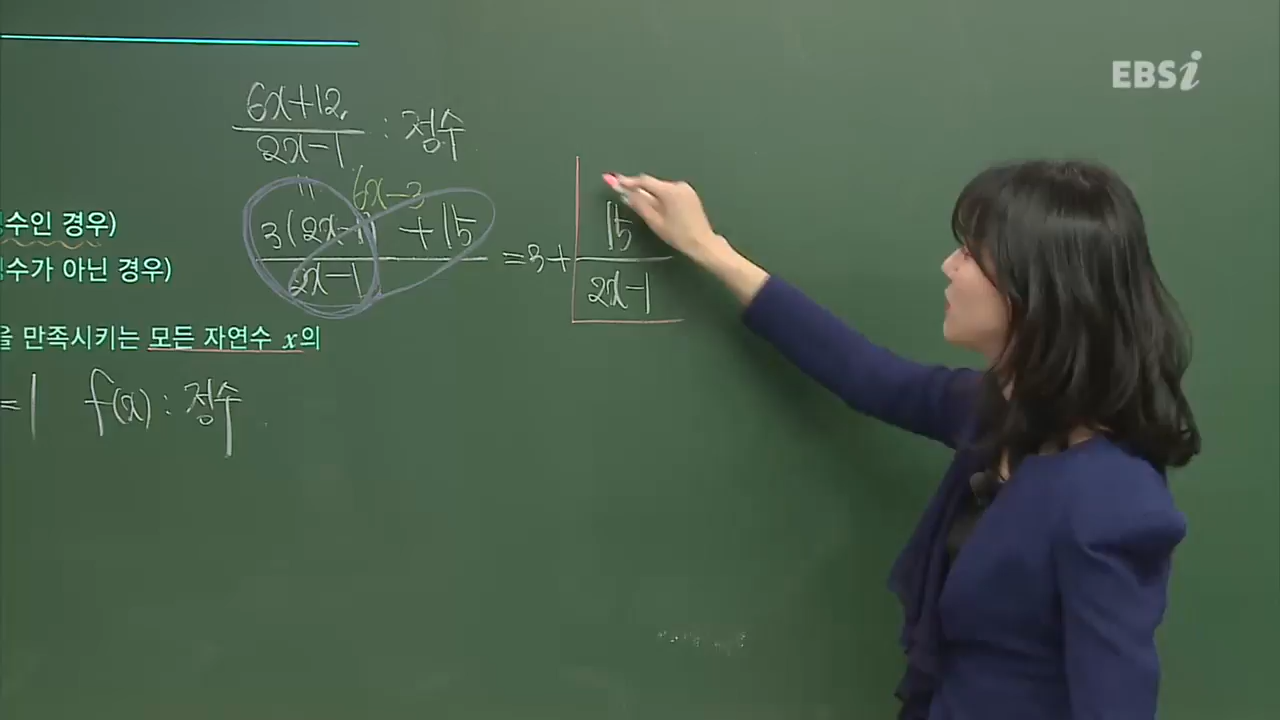 EBSi
6x+12
2x-1 : 정수
11 6x-3
3(2x-1) +15
2x-1
=3+ 15
2x-1
수인 경우)
수가 아닌 경우)
을 만족시키는 모든 자연수 x의
=1 f(x) : 정수